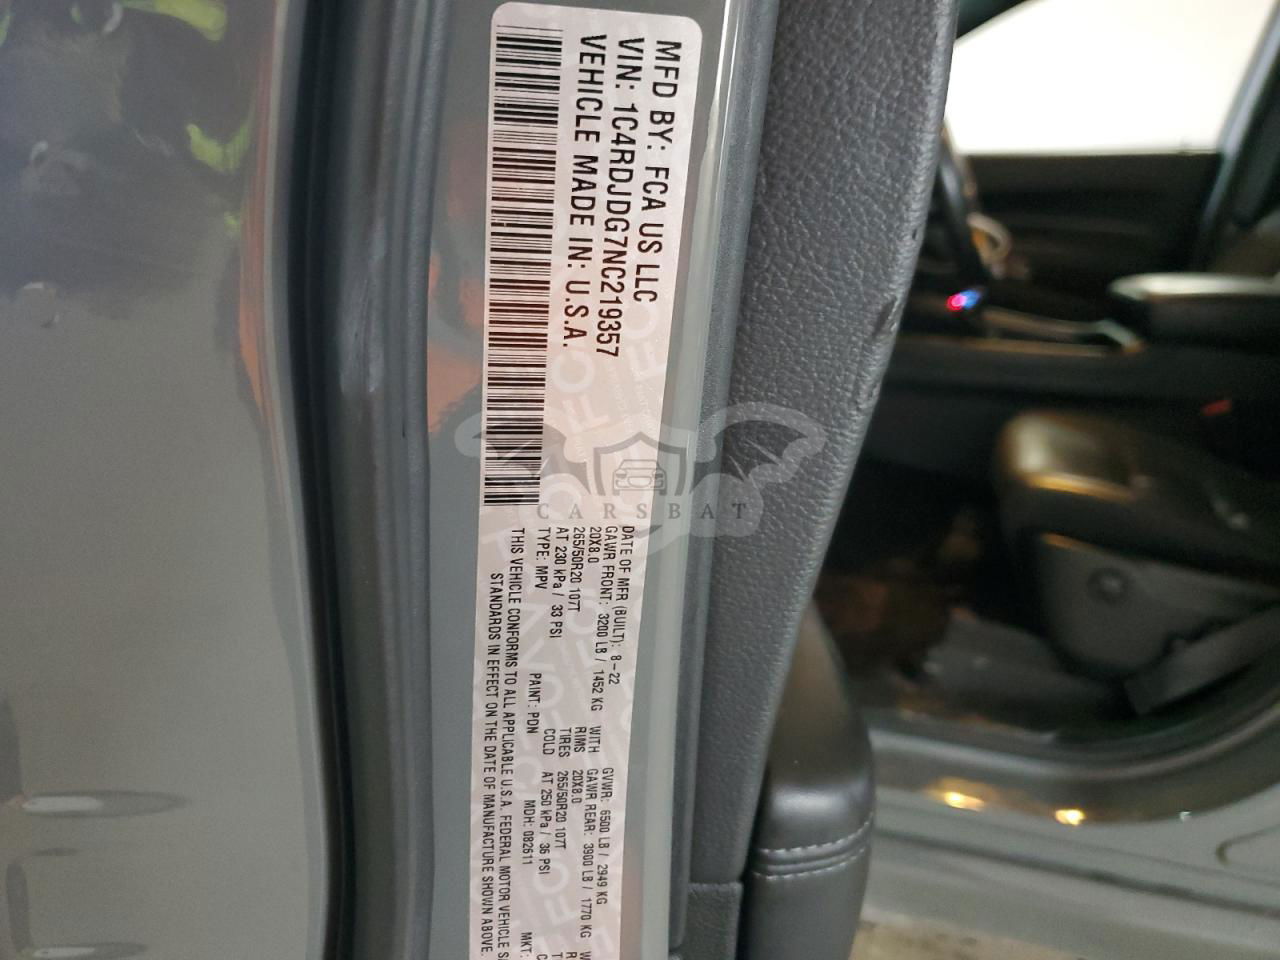 MFD BY: FCA US LLC
VIN: 1C4RDJDG7NC219357
VEHICLE MADE IN: U.S.A.
DATE OF MFR (BUILT): 8-22 GVWR: 6500 LB / 2949 KG
GAWR FRONT: 3200 LB / 1452 KG WITH GAWR REAR: 3900 LB / 1770 KG
20X8.0 RIMS 20X8.0
265/50R20 107T TIRES 265/50R20 107T
AT 230 kPa / 33 PSI COLD AT 250 kPa / 36 PSI
TYPE: MPV PAINT: PDN MDH: 082611 MKT:
THIS VEHICLE CONFORMS TO ALL APPLICABLE U.S.A. FEDERAL MOTOR VEHICLE
STANDARDS IN EFFECT ON THE DATE OF MANUFACTURE SHOWN ABOVE.
CARSBAT